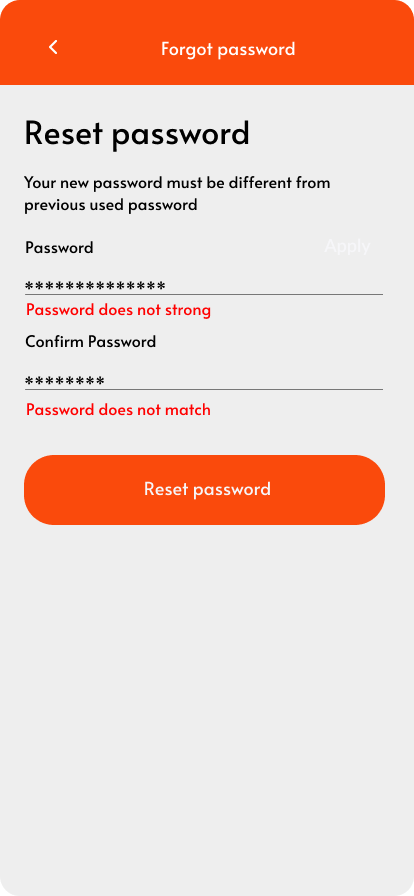 Forgot password
Reset password
Your new password must be different from
previous used password
Password
Apply
**************
Password does not strong
Confirm Password
********
Password does not match
Reset password